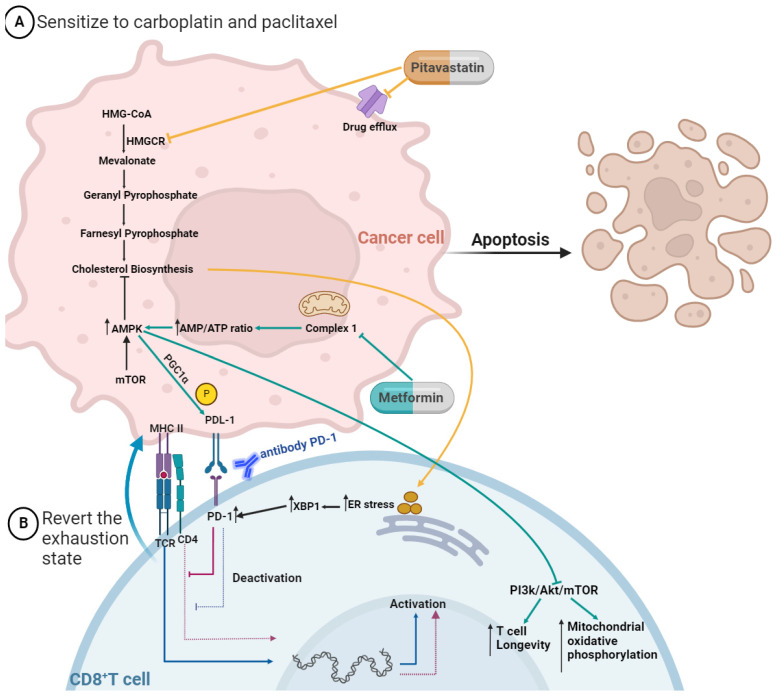 A Sensitize to carboplatin and paclitaxel
Pitavastatin
Drug efflux
HMG-CoA
HMGCR
Mevalonate
Geranyl Pyrophosphate
Farnesyl Pyrophosphate
Cholesterol Biosynthesis
Cancer cell
Apoptosis
AMPK
AMP/ATP ratio
Complex 1
mTOR
PGC1α
P
Metformin
PDL-1
MHC II
antibody PD-1
B Revert the
exhaustion
state
PD-1
XBP1
ER stress
TCR
CD4
Deactivation
PI3k/Akt/mTOR
Activation
T cell
Longevity
Mitochondrial
oxidative
phosphorylation
CD8⁺T cell